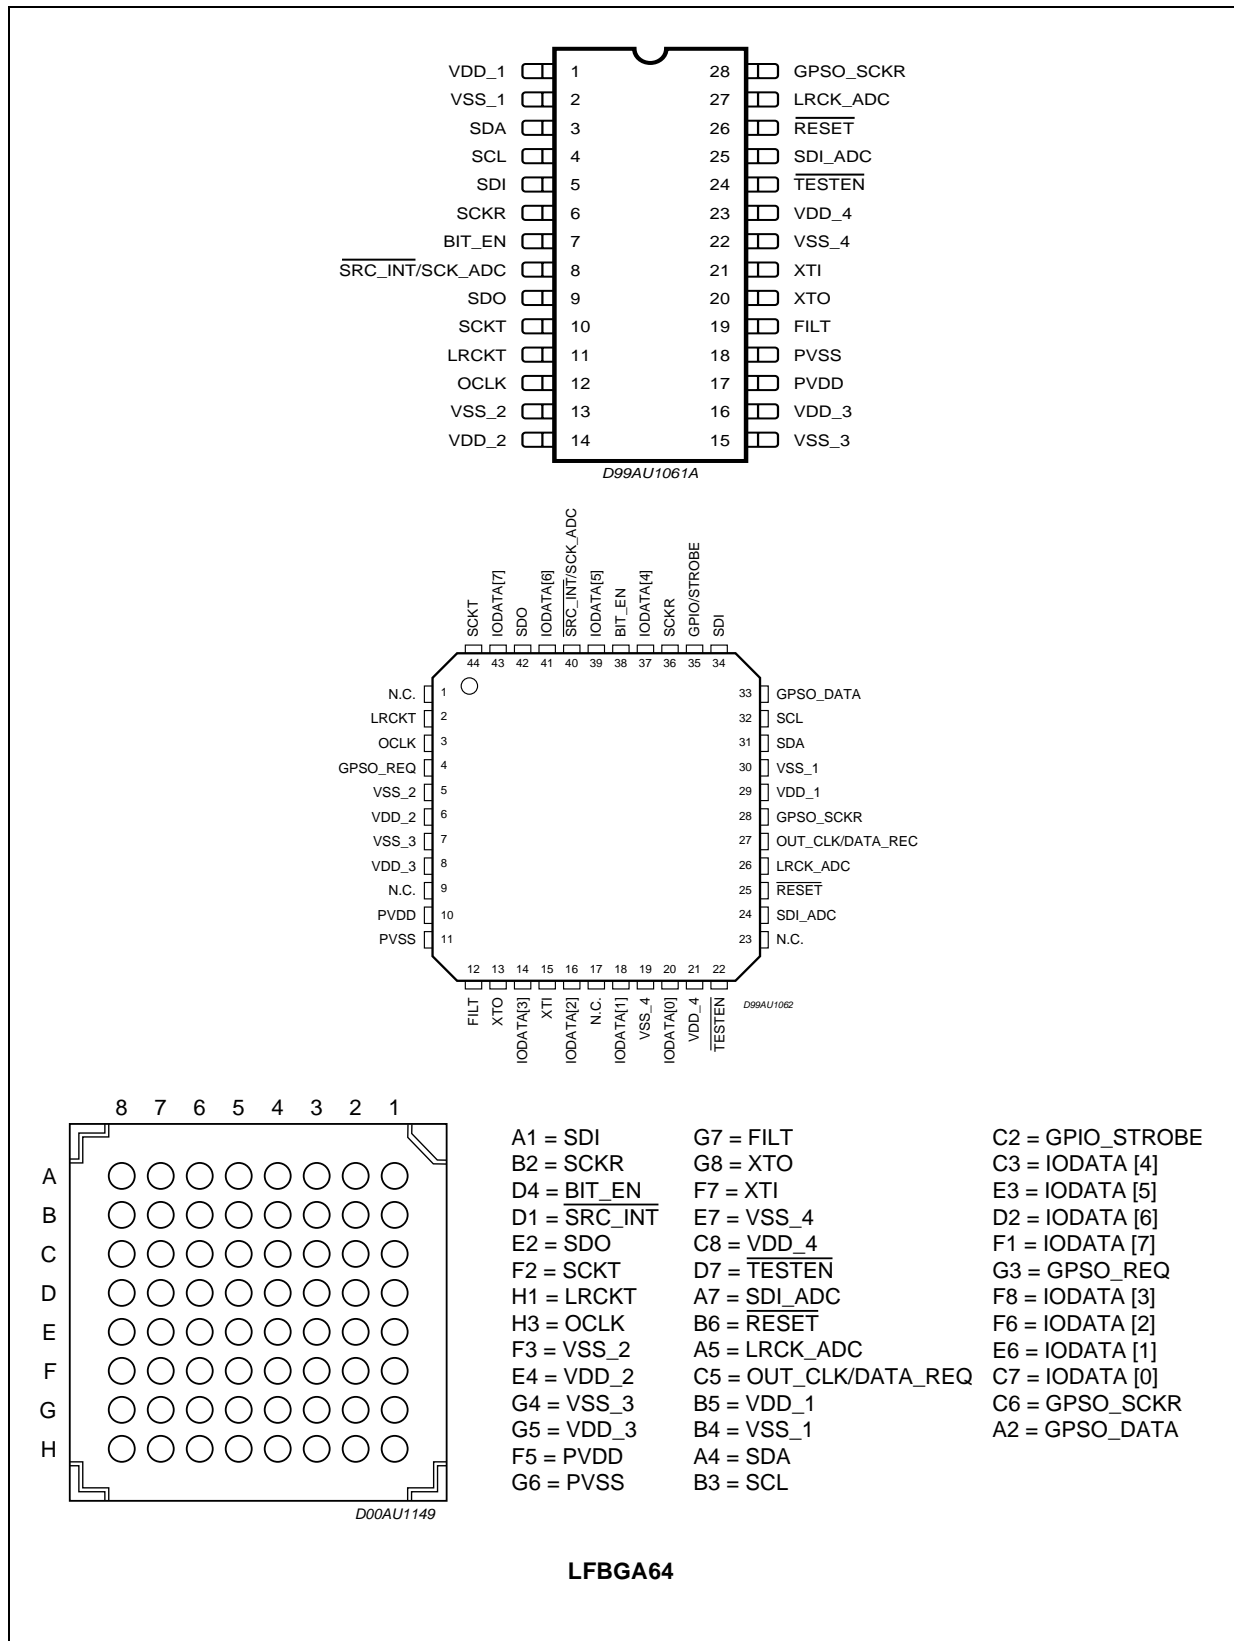 VDD_1 1 28 GPSO_SCKR
VSS_1 2 27 LRCK_ADC
SDA 3 26 RESET
SCL 4 25 SDI_ADC
SDI 5 24 TESTEN
SCKR 6 23 VDD_4
BIT_EN 7 22 VSS_4
SRC_INT/SCK_ADC 8 21 XTI
SDO 9 20 XTO
SCKT 10 19 FILT
LRCKT 11 18 PVSS
OCLK 12 17 PVDD
VSS_2 13 16 VDD_3
VDD_2 14 15 VSS_3
D99AU1061A
SCKT IODATA[7] SDO IODATA[6] SRC_INT/SCK_ADC IODATA[5] BIT_EN IODATA[4] SCKR GPIO/STROBE SDI
44 43 42 41 40 39 38 37 36 35 34
N.C. 1 33 GPSO_DATA
LRCKT 2 32 SCL
OCLK 3 31 SDA
GPSO_REQ 4 30 VSS_1
VSS_2 5 29 VDD_1
VDD_2 6 28 GPSO_SCKR
VSS_3 7 27 OUT_CLK/DATA_REC
VDD_3 8 26 LRCK_ADC
N.C. 9 25 RESET
PVDD 10 24 SDI_ADC
PVSS 11 23 N.C.
12 13 14 15 16 17 18 19 20 21 22
FILT XTO IODATA[3] XTI IODATA[2] N.C. IODATA[1] VSS_4 IODATA[0] VDD_4 TESTEN
D99AU1062
8 7 6 5 4 3 2 1
A
B
C
D
E
F
G
H
D00AU1149
A1 = SDI
B2 = SCKR
D4 = BIT_EN
D1 = SRC_INT
E2 = SDO
F2 = SCKT
H1 = LRCKT
H3 = OCLK
F3 = VSS_2
E4 = VDD_2
G4 = VSS_3
G5 = VDD_3
F5 = PVDD
G6 = PVSS
G7 = FILT
G8 = XTO
F7 = XTI
E7 = VSS_4
C8 = VDD_4
D7 = TESTEN
A7 = SDI_ADC
B6 = RESET
A5 = LRCK_ADC
C5 = OUT_CLK/DATA_REQ
B5 = VDD_1
B4 = VSS_1
A4 = SDA
B3 = SCL
C2 = GPIO_STROBE
C3 = IODATA [4]
E3 = IODATA [5]
D2 = IODATA [6]
F1 = IODATA [7]
G3 = GPSO_REQ
F8 = IODATA [3]
F6 = IODATA [2]
E6 = IODATA [1]
C7 = IODATA [0]
C6 = GPSO_SCKR
A2 = GPSO_DATA
LFBGA64